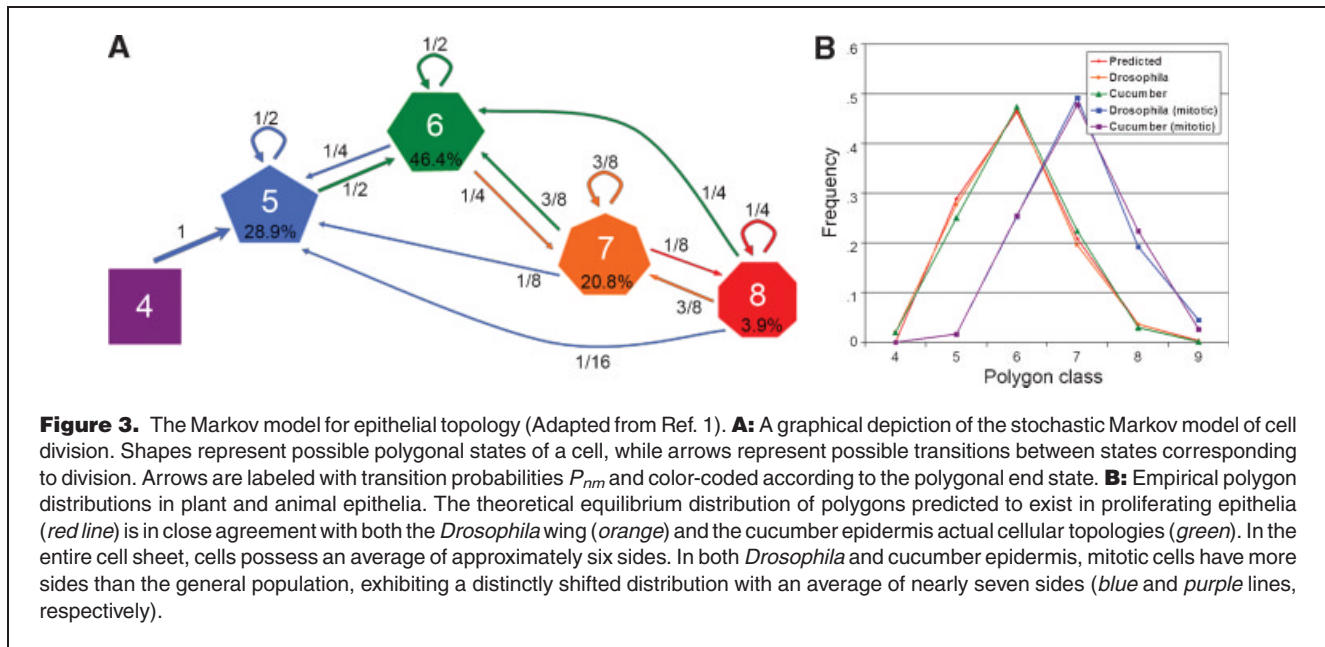 A
1/2
6
46.4%
1/2
1/4
1/2
5
28.9%
1
4
1/4
3/8
3/8
7
20.8%
1/8
1/4
1/4
1/8
3/8
8
3.9%
1/16
B
.6
.5
.4
.3
.2
.1
0
Frequency
4 5 6 7 8 9
Polygon class
Predicted
Drosophila
Cucumber
Drosophila (mitotic)
Cucumber (mitotic)
Figure 3. The Markov model for epithelial topology (Adapted from Ref. 1). A: A graphical depiction of the stochastic Markov model of cell
division. Shapes represent possible polygonal states of a cell, while arrows represent possible transitions between states corresponding
to division. Arrows are labeled with transition probabilities Pnm and color-coded according to the polygonal end state. B: Empirical polygon
distributions in plant and animal epithelia. The theoretical equilibrium distribution of polygons predicted to exist in proliferating epithelia
(red line) is in close agreement with both the Drosophila wing (orange) and the cucumber epidermis actual cellular topologies (green). In the
entire cell sheet, cells possess an average of approximately six sides. In both Drosophila and cucumber epidermis, mitotic cells have more
sides than the general population, exhibiting a distinctly shifted distribution with an average of nearly seven sides (blue and purple lines,
respectively).